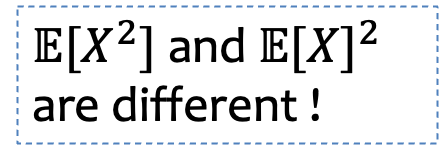 𝔼[𝑋²] and 𝔼[𝑋]²
are different !